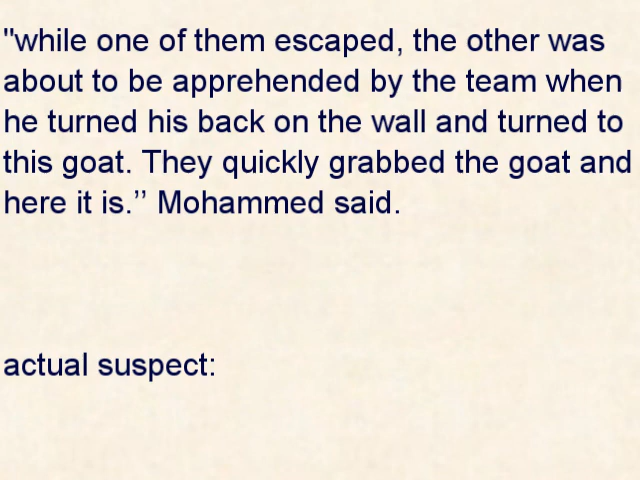 "while one of them escaped, the other was
about to be apprehended by the team when
he turned his back on the wall and turned to
this goat. They quickly grabbed the goat and
here it is.’’ Mohammed said.
actual suspect: